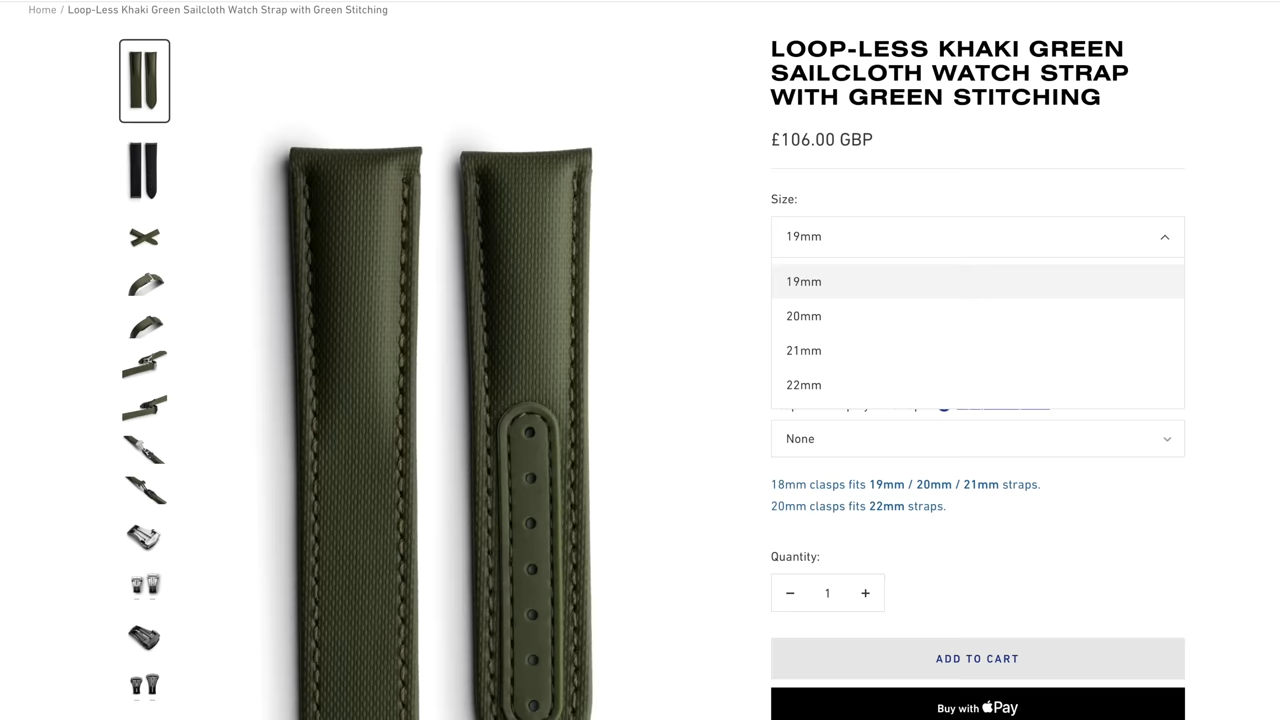 Home / Loop-Less Khaki Green Sailcloth Watch Strap with Green Stitching
LOOP-LESS KHAKI GREEN
SAILCLOTH WATCH STRAP
WITH GREEN STITCHING
£106.00 GBP
Size:
19mm
19mm
20mm
21mm
22mm
None
18mm clasps fits 19mm / 20mm / 21mm straps.
20mm clasps fits 22mm straps.
Quantity:
− 1 +
ADD TO CART
Buy with Pay